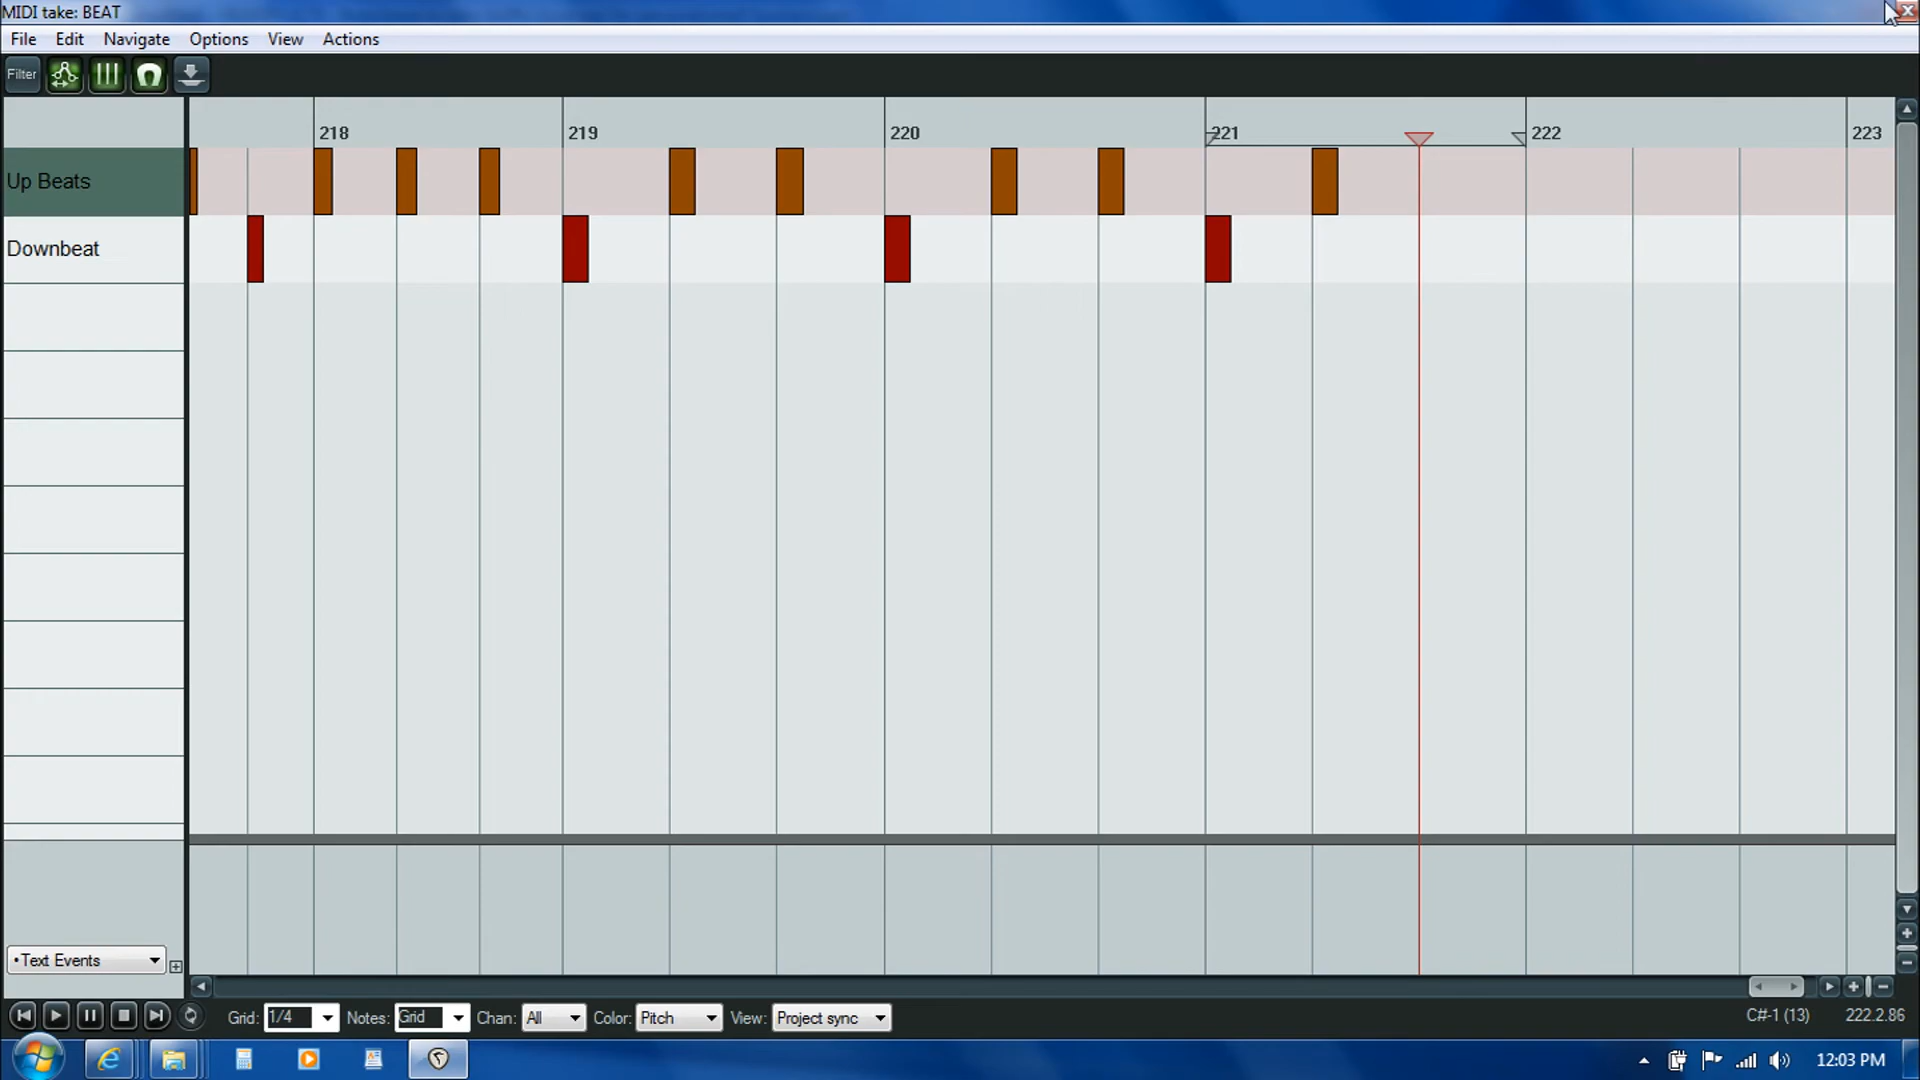 MIDI take: BEAT
File Edit Navigate Options View Actions
Filter
218 219 220 221 222 223
Up Beats
Downbeat
•Text Events
Grid: 1/4 Notes: Grid Chan: All Color: Pitch View: Project sync C#-1 (13) 222.2.86
12:03 PM